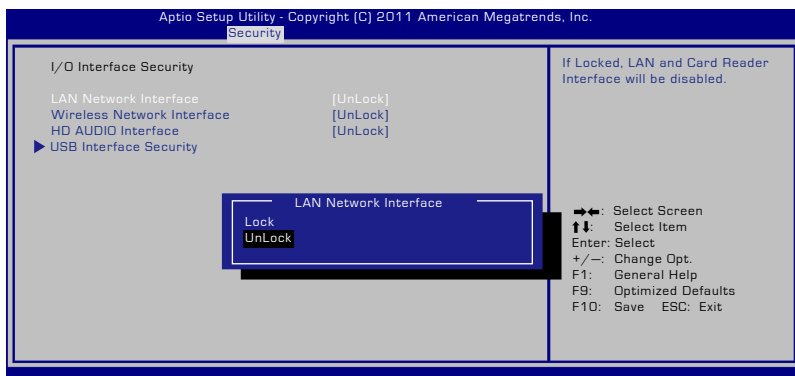 Aptio Setup Utility - Copyright (C) 2011 American Megatrends, Inc.
Security
I/O Interface Security
LAN Network Interface [UnLock]
Wireless Network Interface [UnLock]
HD AUDIO Interface [UnLock]
USB Interface Security
If Locked, LAN and Card Reader
Interface will be disabled.
LAN Network Interface
Lock
UnLock
→←: Select Screen
↑↓: Select Item
Enter: Select
+/—: Change Opt.
F1: General Help
F9: Optimized Defaults
F10: Save ESC: Exit